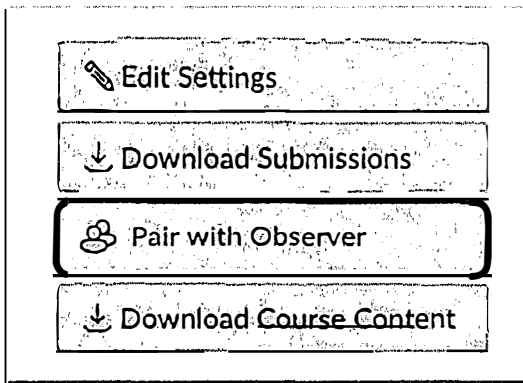 Edit Settings
Download Submissions
Pair with Observer
Download Course Content